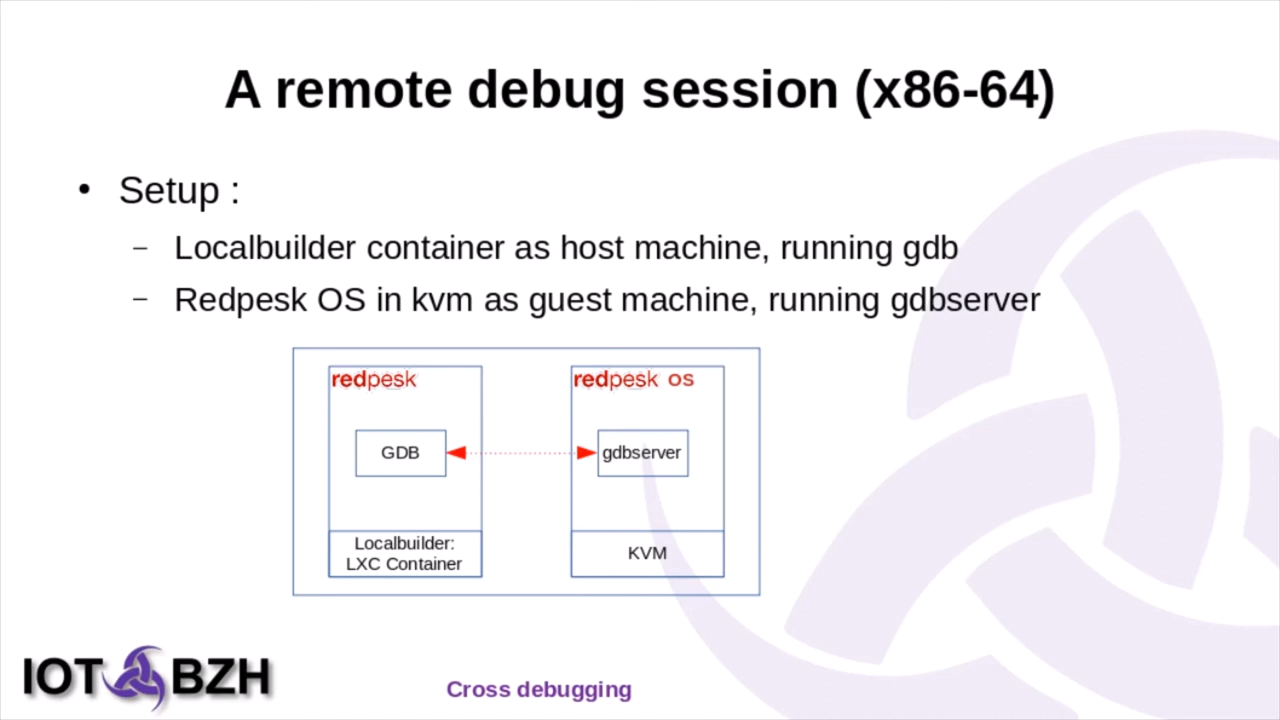 A remote debug session (x86-64)
• Setup :
– Localbuilder container as host machine, running gdb
– Redpesk OS in kvm as guest machine, running gdbserver
redpesk
redpesk OS
GDB
gdbserver
Localbuilder:
LXC Container
KVM
IOT BZH
Cross debugging